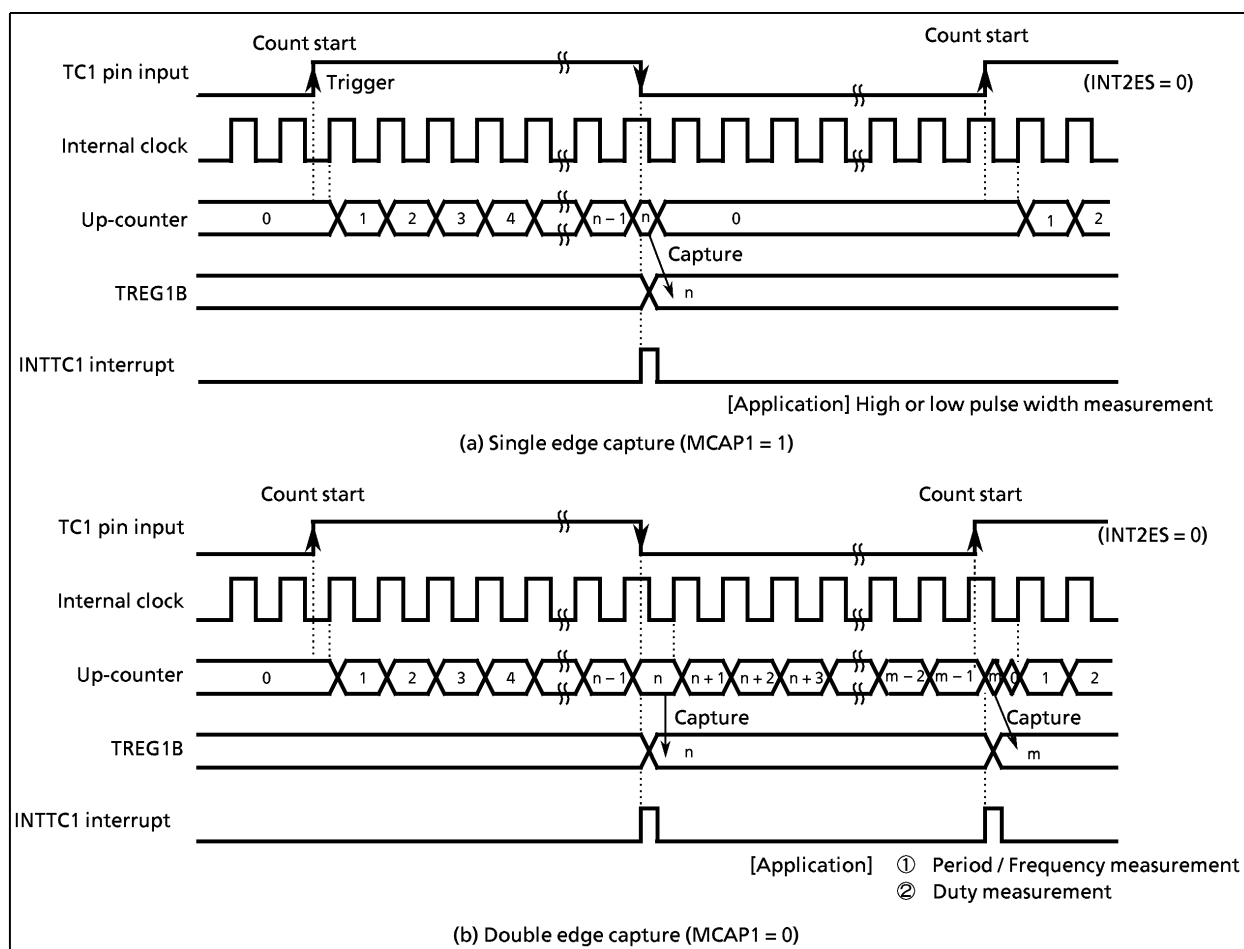 Count start
Count start
TC1 pin input
Trigger
(INT2ES = 0)
Internal clock
Up-counter 0 1 2 3 4 n – 1 n 0 1 2
Capture
TREG1B n
INTTC1 interrupt
[Application] High or low pulse width measurement
(a) Single edge capture (MCAP1 = 1)
Count start Count start
TC1 pin input
(INT2ES = 0)
Internal clock
Up-counter 0 1 2 3 4 n – 1 n n + 1 n + 2 n + 3 m – 2 m – 1 m 0 1 2
Capture Capture
TREG1B n m
INTTC1 interrupt
[Application] ① Period / Frequency measurement
② Duty measurement
(b) Double edge capture (MCAP1 = 0)